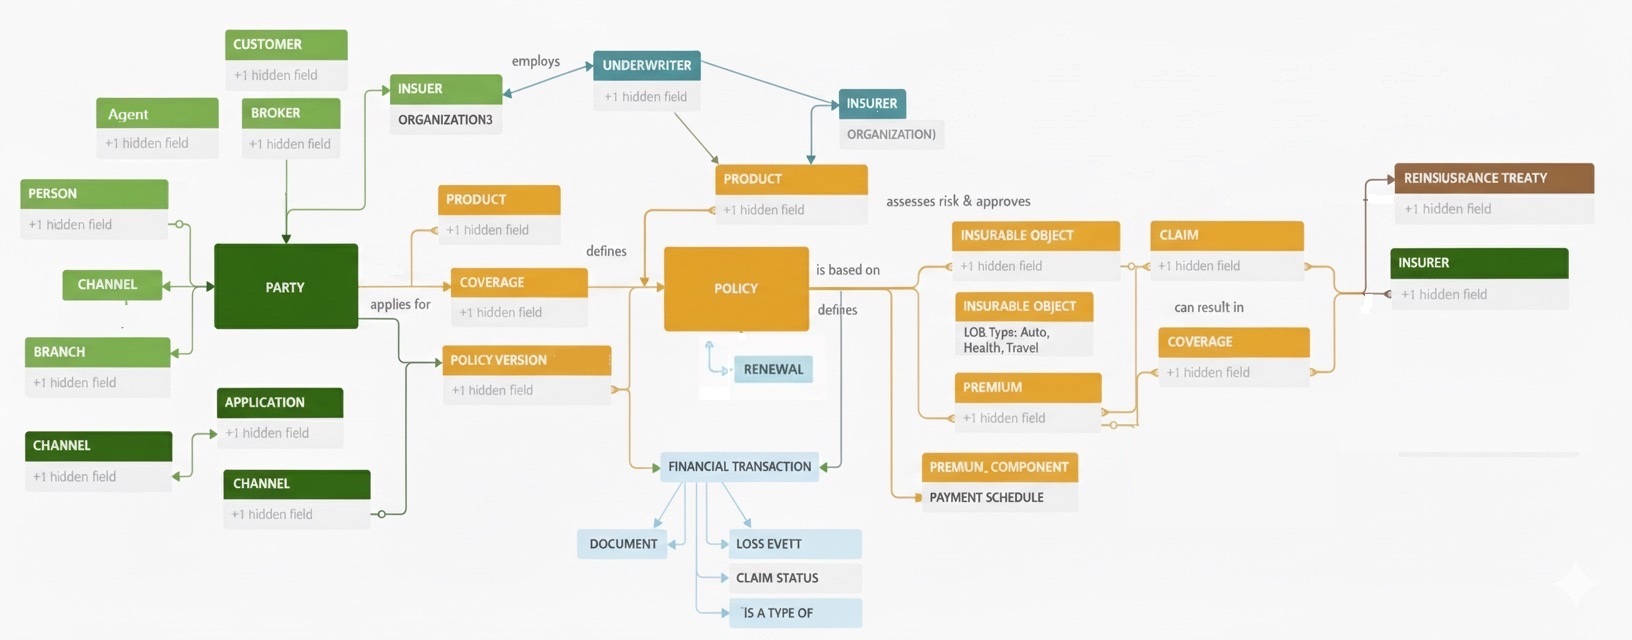 CUSTOMER
+1 hidden field
Agent
+1 hidden field
BROKER
+1 hidden field
INSUER
ORGANIZATION3
employs
UNDERWRITER
+1 hidden field
INSURER
ORGANIZATION)
PERSON
+1 hidden field
CHANNEL
BRANCH
+1 hidden field
PARTY
applies for
PRODUCT
+1 hidden field
COVERAGE
+1 hidden field
POLICY VERSION
+1 hidden field
APPLICATION
+1 hidden field
CHANNEL
+1 hidden field
CHANNEL
+1 hidden field
PRODUCT
+1 hidden field
defines
POLICY
is based on
defines
RENEWAL
assesses risk & approves
INSURABLE OBJECT
+1 hidden field
INSURABLE OBJECT
LOB Type: Auto,
Health, Travel
PREMIUM
+1 hidden field
PREMUN_ COMPONENT
PAYMENT SCHEDULE
CLAIM
+1 hidden field
can result in
COVERAGE
+1 hidden field
REINSIUSRANCE TREATY
+1 hidden field
INSURER
+1 hidden field
FINANCIAL TRANSACTION
DOCUMENT
LOSS EVETT
CLAIM STATUS
IS A TYPE OF